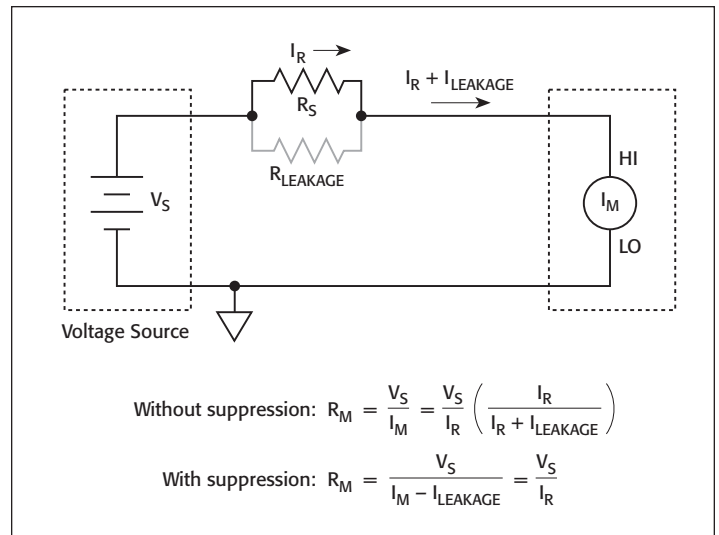 I_R
R_S
I_R + I_LEAKAGE
R_LEAKAGE
V_S
HI
I_M
LO
Voltage Source
Without suppression: R_M = V_S / I_M = V_S / I_R ( I_R / I_R + I_LEAKAGE )
With suppression: R_M = V_S / I_M – I_LEAKAGE = V_S / I_R